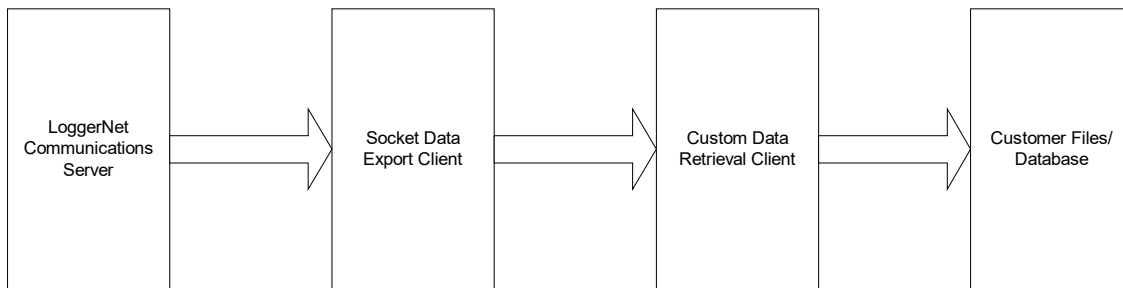 LoggerNet
Communications
Server
Socket Data
Export Client
Custom Data
Retrieval Client
Customer Files/
Database